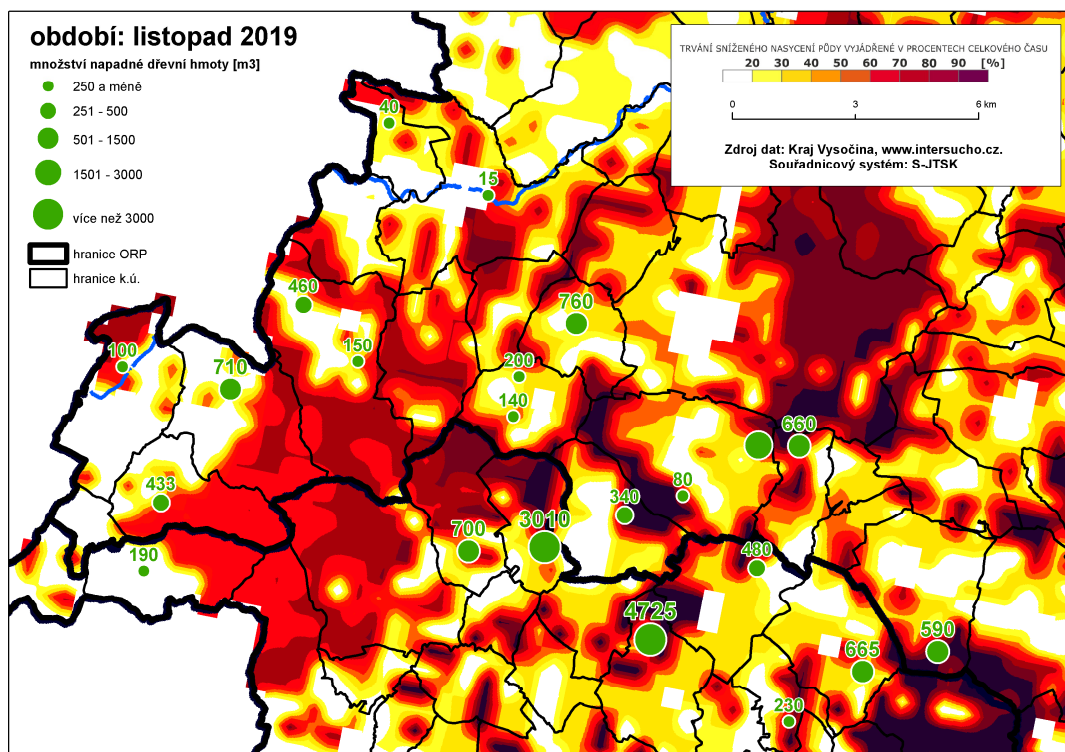 období: listopad 2019
množství napadné dřevní hmoty [m3]
250 a méně
251 - 500
501 - 1500
1501 - 3000
více než 3000
hranice ORP
hranice k.ú.
TRVÁNÍ SNÍŽENÉHO NASYCENÍ PŮDY VYJÁDŘENÉ V PROCENTECH CELKOVÉHO ČASU
20 30 40 50 60 70 80 90 [%]
0 3 6 km
Zdroj dat: Kraj Vysočina, www.intersucho.cz.
Souřadnicový systém: S-JTSK
40
15
460
760
150
100
710
200
140
660
433
80
340
3010
700
190
480
4725
590
665
230